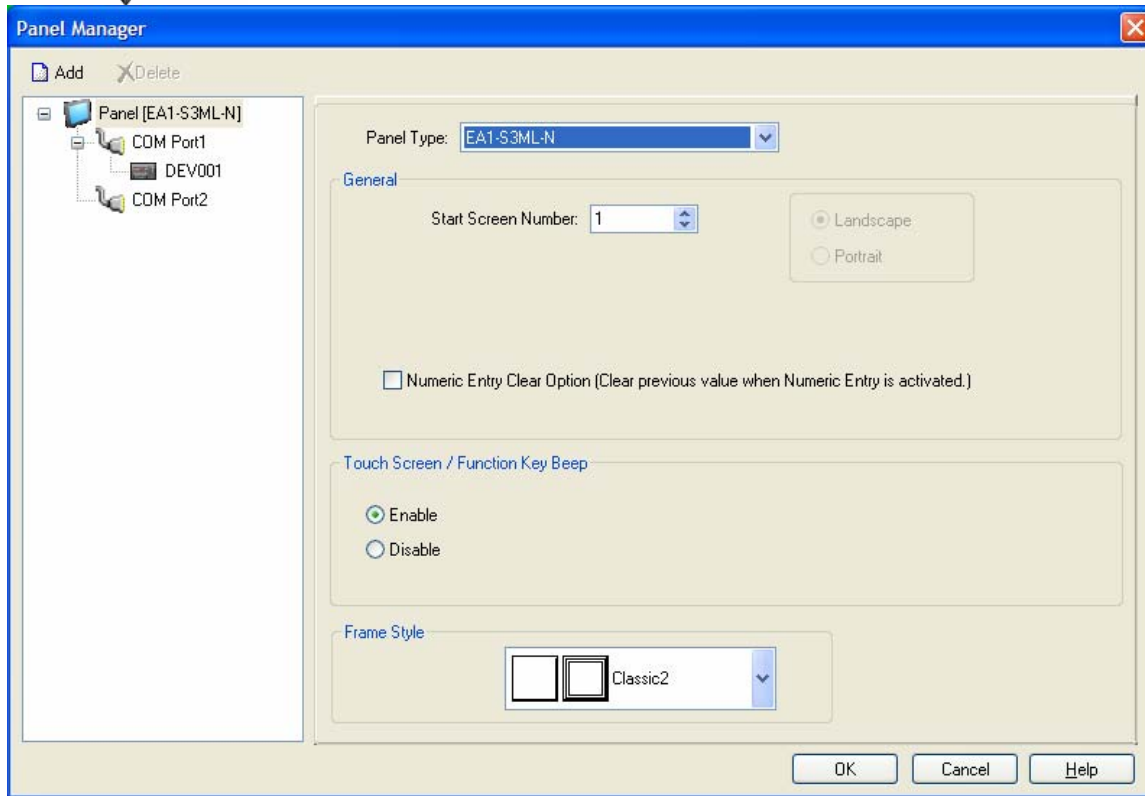 Panel Manager
Add Delete
Panel [EA1-S3ML-N]
COM Port1
DEV001
COM Port2
Panel Type: EA1-S3ML-N
General
Start Screen Number: 1
Landscape
Portrait
Numeric Entry Clear Option (Clear previous value when Numeric Entry is activated.)
Touch Screen / Function Key Beep
Enable
Disable
Frame Style
Classic2
OK Cancel Help